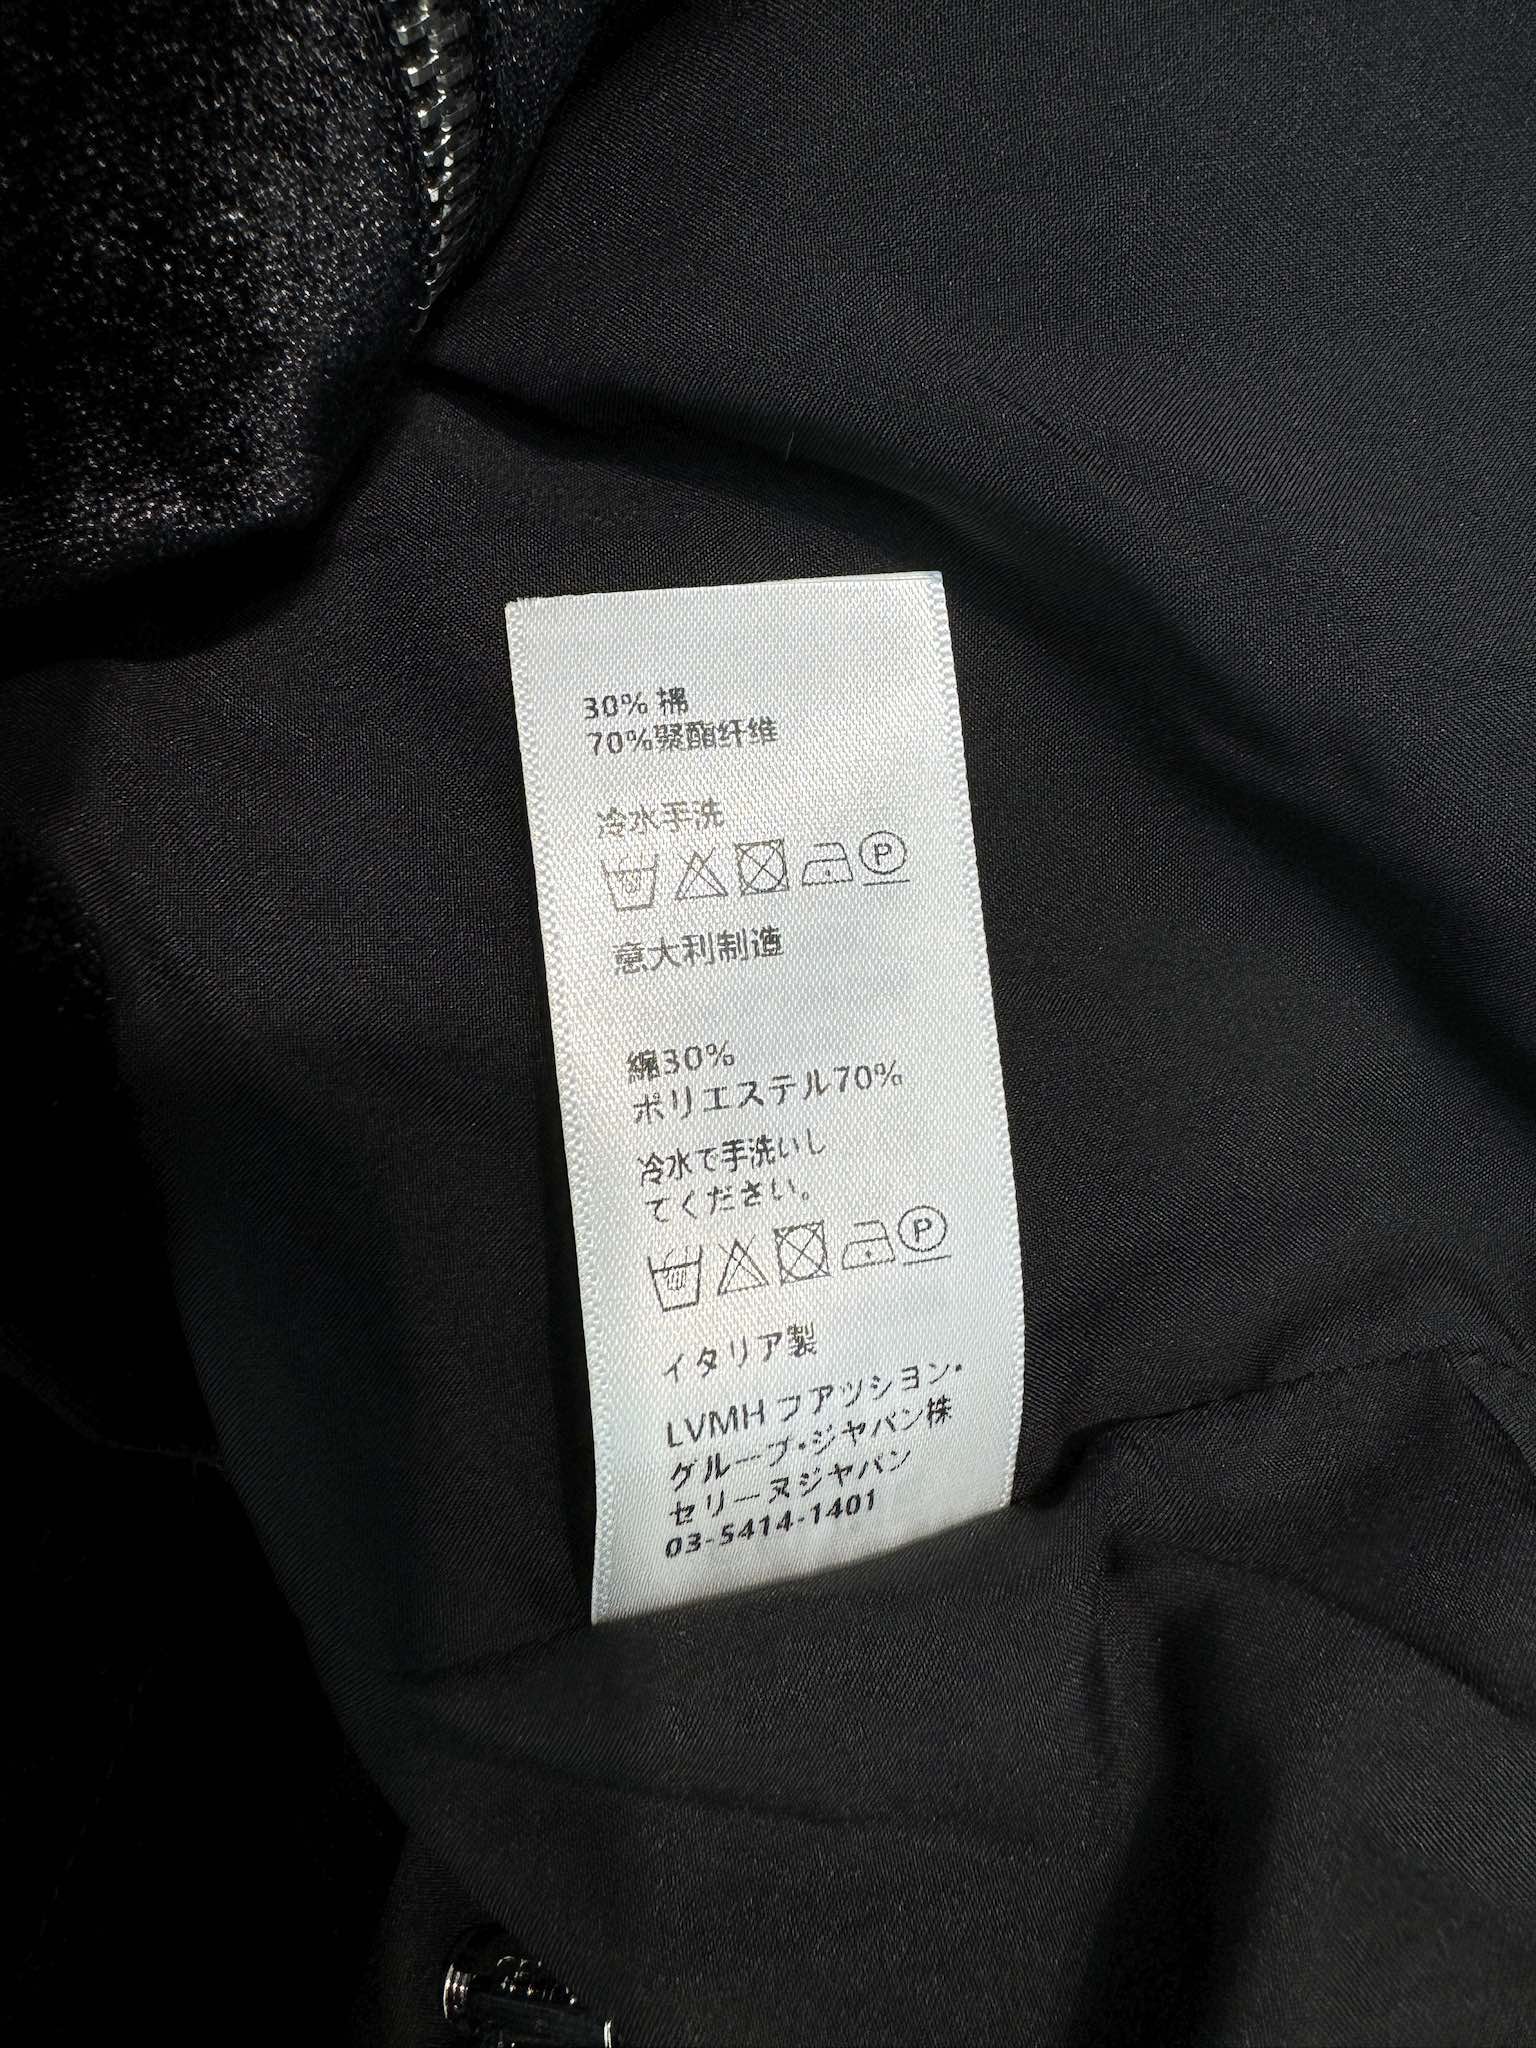 30% 棉
70%聚酯纤维
冷水手洗
P
意大利制造
綿30%
ポリエステル70%
冷水で手洗いし
てください。
P
イタリア製
LVMH ファッション・
グループ・ジャパン株
セリーヌジャパン
03-5414-1401